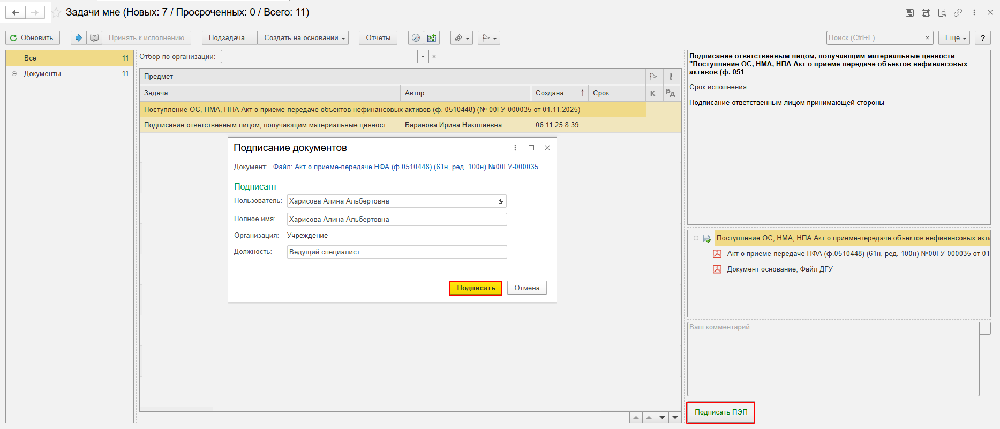 Задачи мне (Новых: 7 / Просроченных: 0 / Всего: 11)
Обновить
Принять к исполнению
Подзадача...
Создать на основании
Отчеты
Поиск (Ctrl+F)
×
Еще
?
Все 11
Документы 11
Отбор по организации:
×
Предмет
Задача Автор Создана ↑ Срок К Рд
Поступление ОС, НМА, НПА Акт о приеме-передаче объектов нефинансовых активов (ф. 0510448) (№ 00ГУ-000035 от 01.11.2025)
Подписание ответственным лицом, получающим материальные ценност... Баринова Ирина Николаевна 06.11.25 8:39
Подписание документов
Документ: Файл: Акт о приеме-передаче НФА (ф.0510448) (61н, ред. 100н) №00ГУ-000035...
Подписант
Пользователь: Харисова Алина Альбертовна
Полное имя: Харисова Алина Альбертовна
Организация: Учреждение
Должность: Ведущий специалист
Подписать
Отмена
Подписание ответственным лицом, получающим материальные ценности
"Поступление ОС, НМА, НПА Акт о приеме-передаче объектов нефинансовых
активов (ф. 051
Срок исполнения:
Подписание ответственным лицом принимающей стороны
Поступление ОС, НМА, НПА Акт о приеме-передаче объектов нефинансовых акти
Акт о приеме-передаче НФА (ф.0510448) (61н, ред. 100н) №00ГУ-000035 от 01
Документ основание, Файл ДГУ
Ваш комментарий
...
Подписать ПЭП